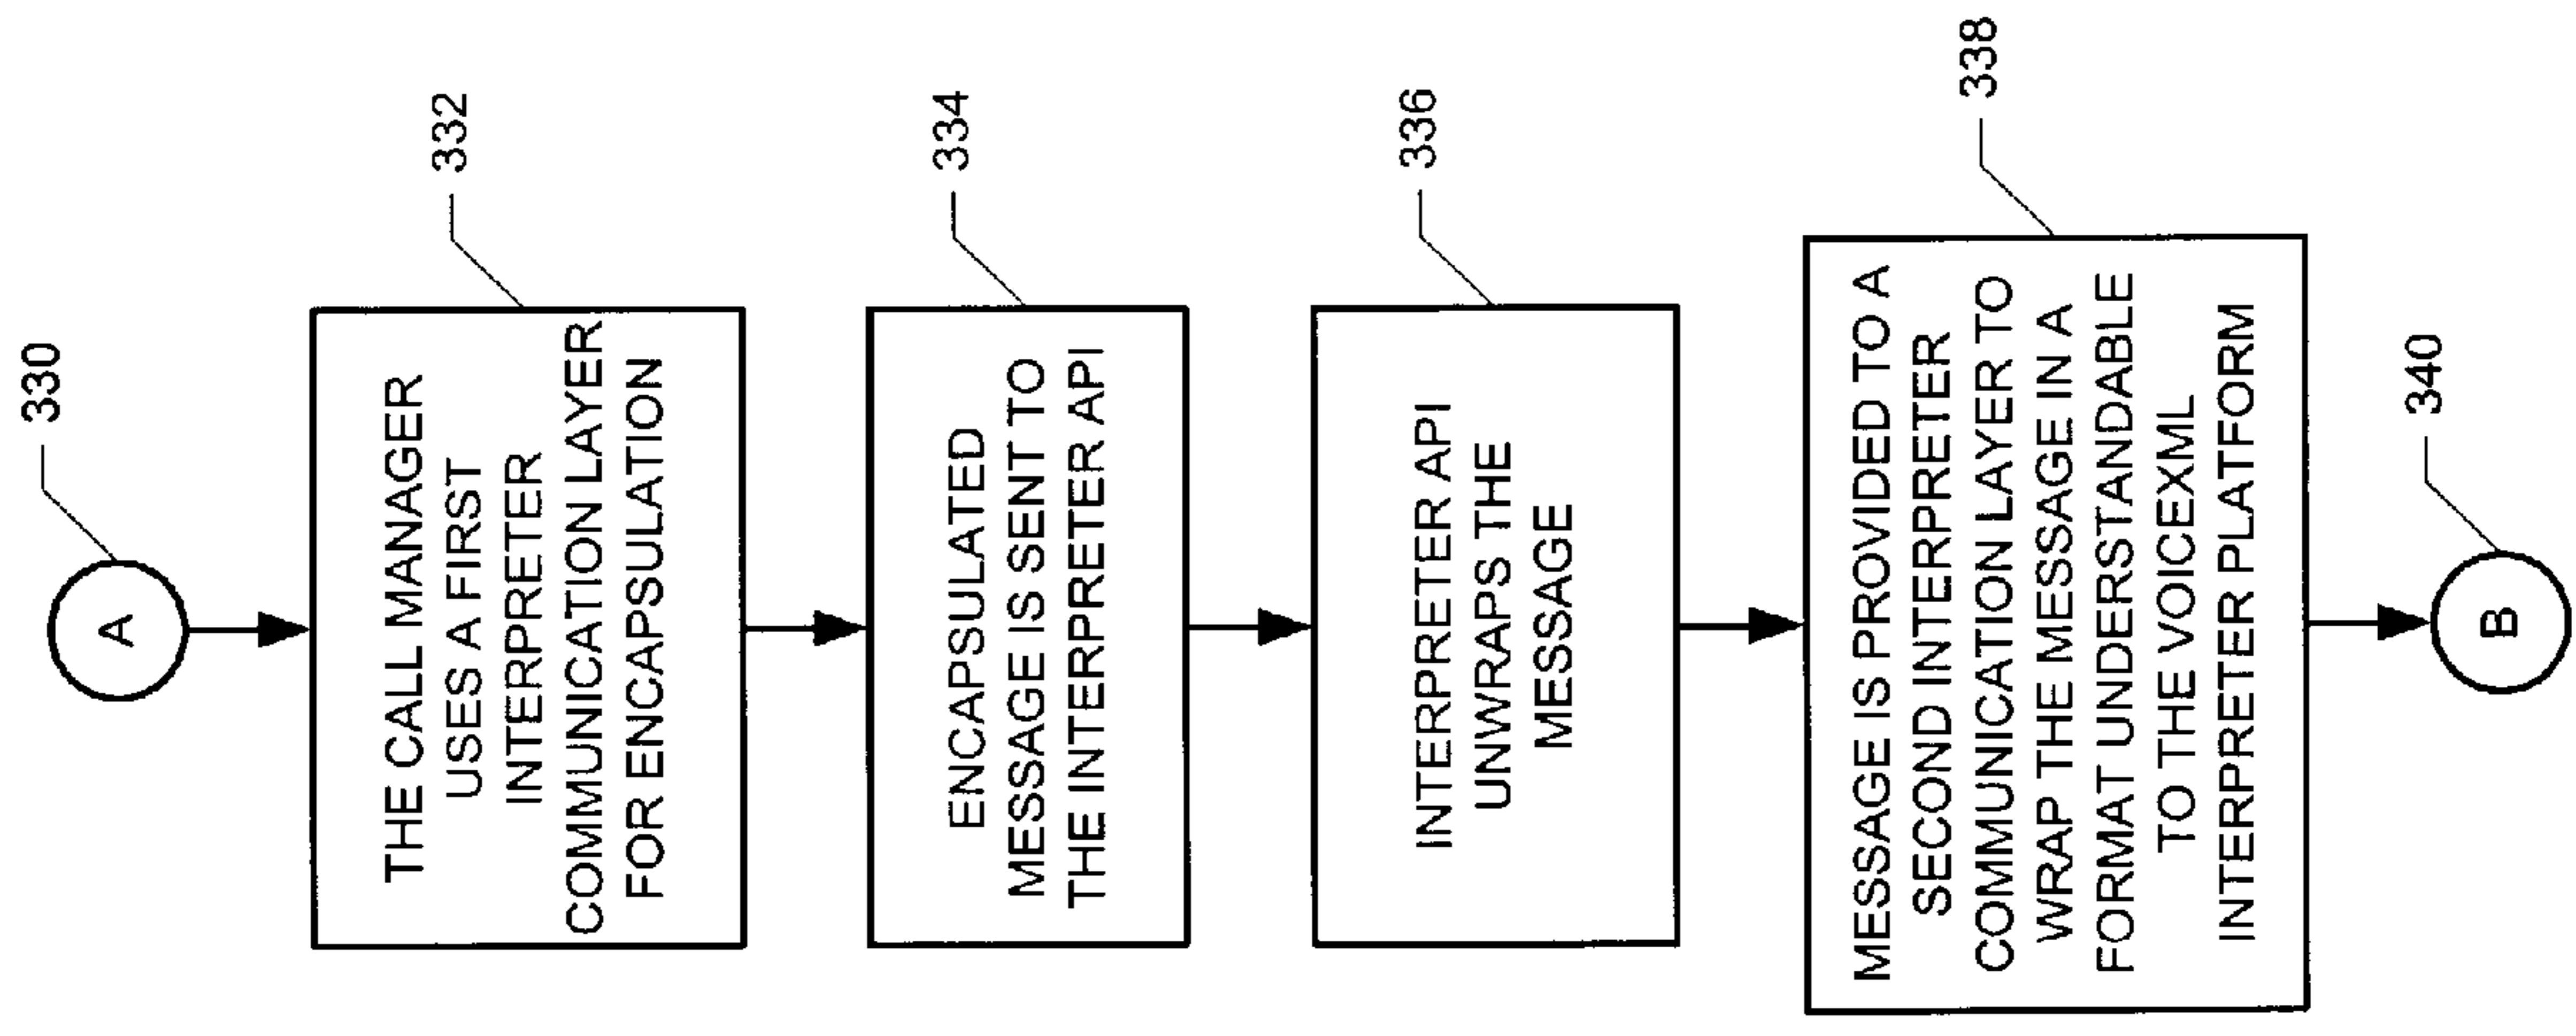 A
330
THE CALL MANAGER
USES A FIRST
INTERPRETER
COMMUNICATION LAYER
FOR ENCAPSULATION
332
ENCAPSULATED
MESSAGE IS SENT TO
THE INTERPRETER API
334
INTERPRETER API
UNWRAPS THE
MESSAGE
336
MESSAGE IS PROVIDED TO A
SECOND INTERPRETER
COMMUNICATION LAYER TO
WRAP THE MESSAGE IN A
FORMAT UNDERSTANDABLE
TO THE VOICEXML
INTERPRETER PLATFORM
338
B
340